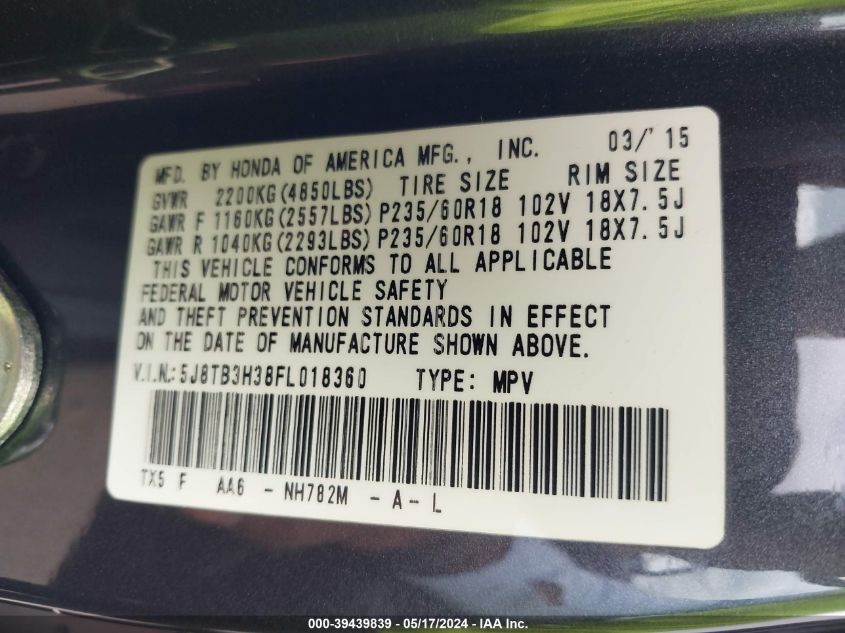 MFD. BY HONDA OF AMERICA MFG., INC. 03/'15
GVWR 2200KG(4850LBS) TIRE SIZE RIM SIZE
GAWR F 1160KG(2557LBS) P235/60R18 102V 18X7.5J
GAWR R 1040KG(2293LBS) P235/60R18 102V 18X7.5J
THIS VEHICLE CONFORMS TO ALL APPLICABLE
FEDERAL MOTOR VEHICLE SAFETY
AND THEFT PREVENTION STANDARDS IN EFFECT
ON THE DATE OF MANUFACTURE SHOWN ABOVE.
V.I.N.: 5J8TB3H38FL018360 TYPE: MPV
TX5 F AA6 - NH782M - A - L
000-39439839 - 05/17/2024 - IAA Inc.